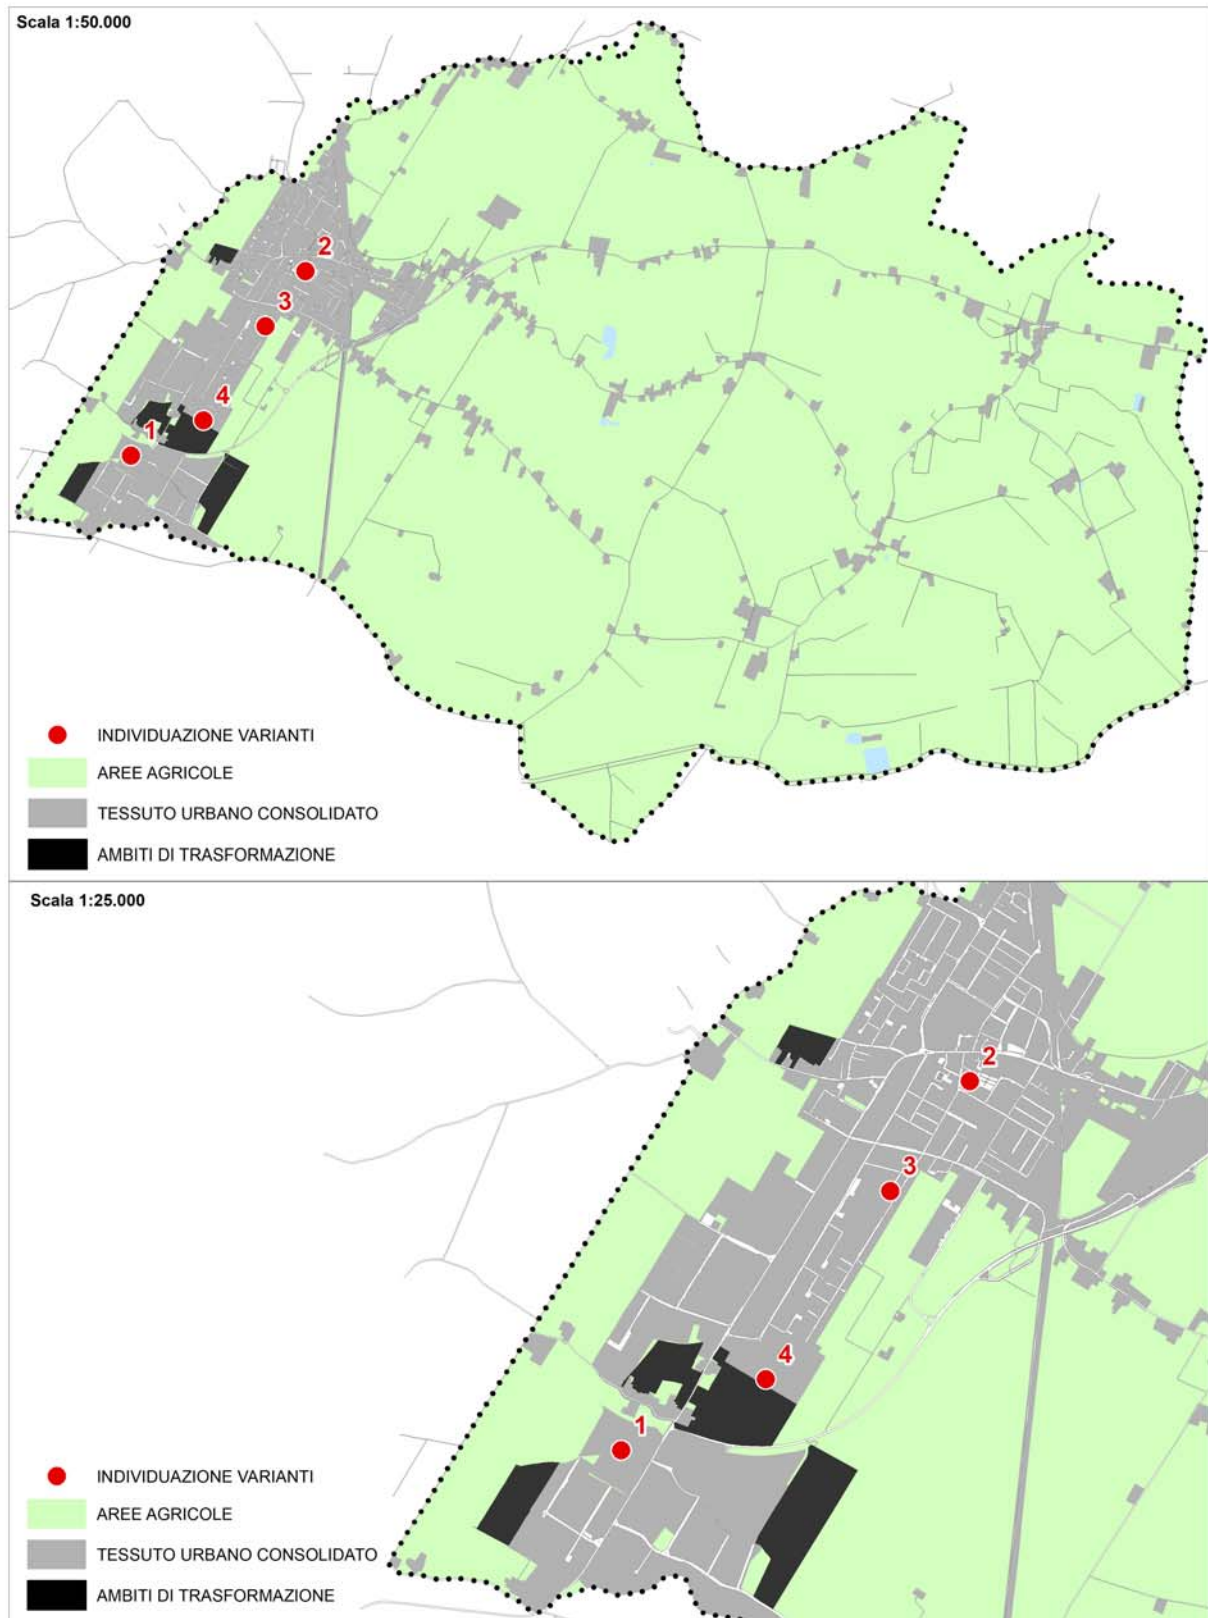 Scala 1:50.000
2
3
4
1
INDIVIDUAZIONE VARIANTI
AREE AGRICOLE
TESSUTO URBANO CONSOLIDATO
AMBITI DI TRASFORMAZIONE
Scala 1:25.000
2
3
4
1
INDIVIDUAZIONE VARIANTI
AREE AGRICOLE
TESSUTO URBANO CONSOLIDATO
AMBITI DI TRASFORMAZIONE